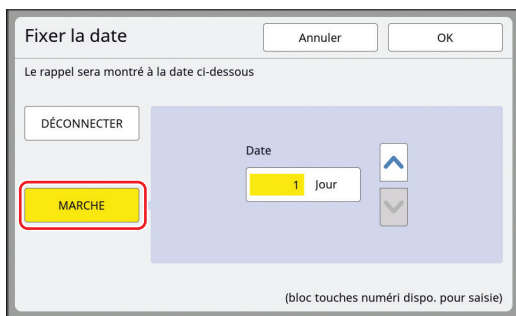 Fixer la date
Annuler
OK
Le rappel sera montré à la date ci-dessous
DÉCONNECTER
Date
1 Jour
MARCHE
(bloc touches numéri dispo. pour saisie)